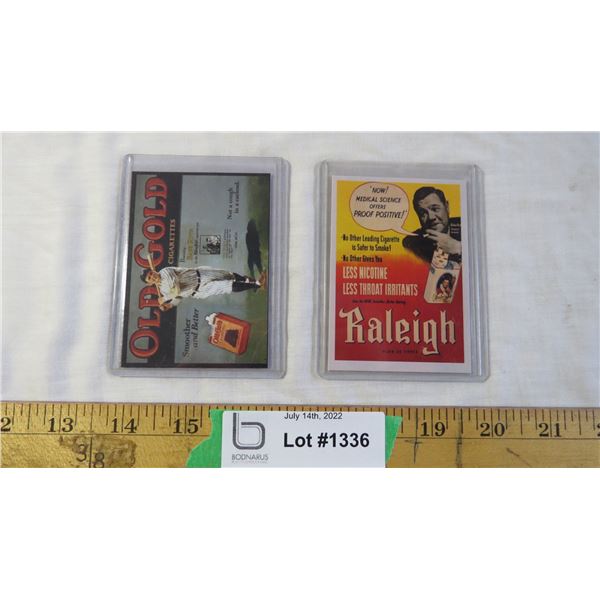 OLD GOLD
CIGARETTES
Smoother
and Better
Not a cough
in a carload
'NOW!
MEDICAL SCIENCE
OFFERS
PROOF POSITIVE!'
No Other Leading Cigarette
is Safer to Smoke!
No Other Gives You
LESS NICOTINE
LESS THROAT IRRITANTS
Raleigh
13 14 15 19 20 21
38
July 14th, 2022
Lot #1336
BODNARUS